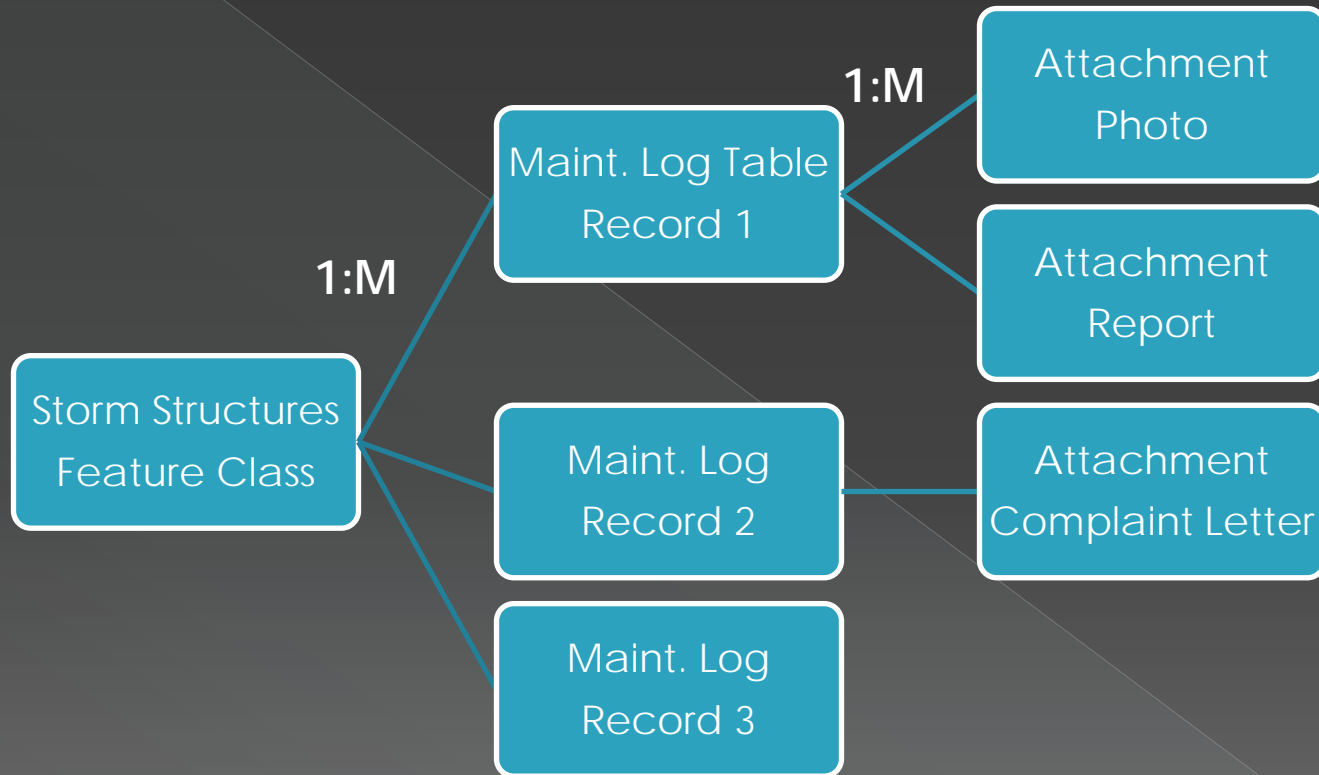 Storm Structures
Feature Class
1:M
Maint. Log Table
Record 1
1:M
Attachment
Photo
Attachment
Report
Maint. Log
Record 2
Attachment
Complaint Letter
Maint. Log
Record 3